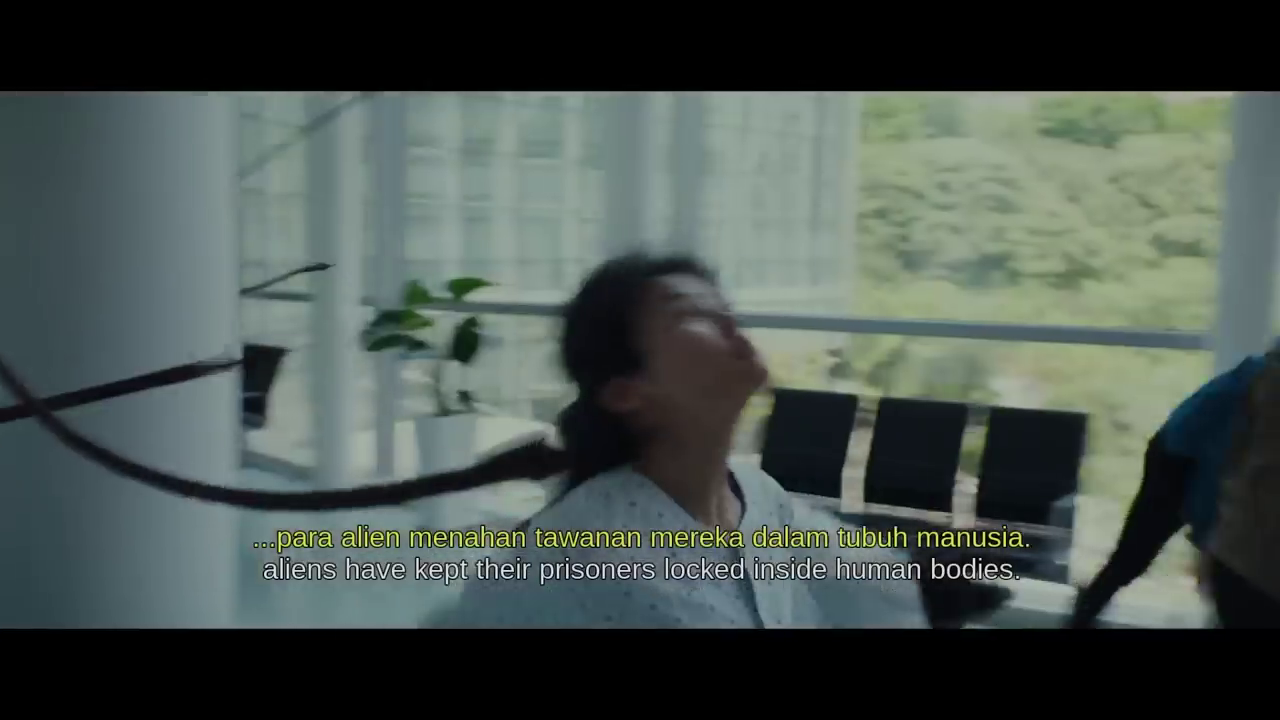 ...para alien menahan tawanan mereka dalam tubuh manusia.
aliens have kept their prisoners locked inside human bodies.